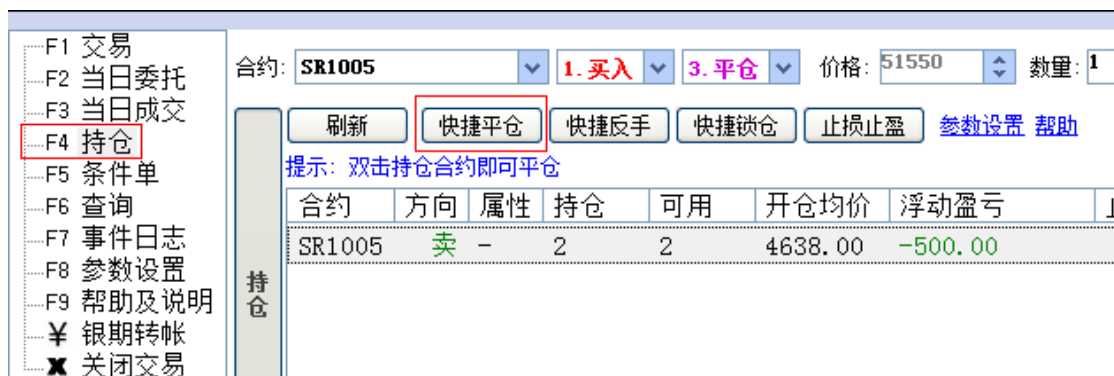 F1 交易
F2 当日委托
F3 当日成交
F4 持仓
F5 条件单
F6 查询
F7 事件日志
F8 参数设置
F9 帮助及说明
¥ 银期转帐
✖ 关闭交易
合约: SR1005 1.买入 3.平仓 价格: 51550 数量: 1
刷新 快捷平仓 快捷反手 快捷锁仓 止损止盈 参数设置 帮助
提示: 双击持仓合约即可平仓
持仓
合约 方向 属性 持仓 可用 开仓均价 浮动盈亏
SR1005 卖 - 2 2 4638.00 -500.00